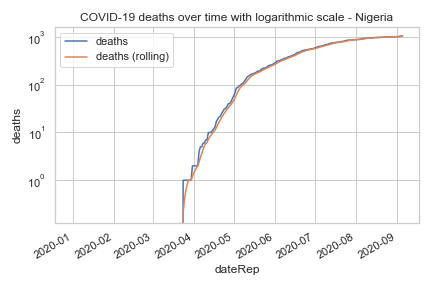 COVID-19 deaths over time with logarithmic scale - Nigeria
deaths
deaths (rolling)
deaths
10³
10²
10¹
10⁰
2020-01
2020-02
2020-03
2020-04
2020-05
2020-06
2020-07
2020-08
2020-09
dateRep